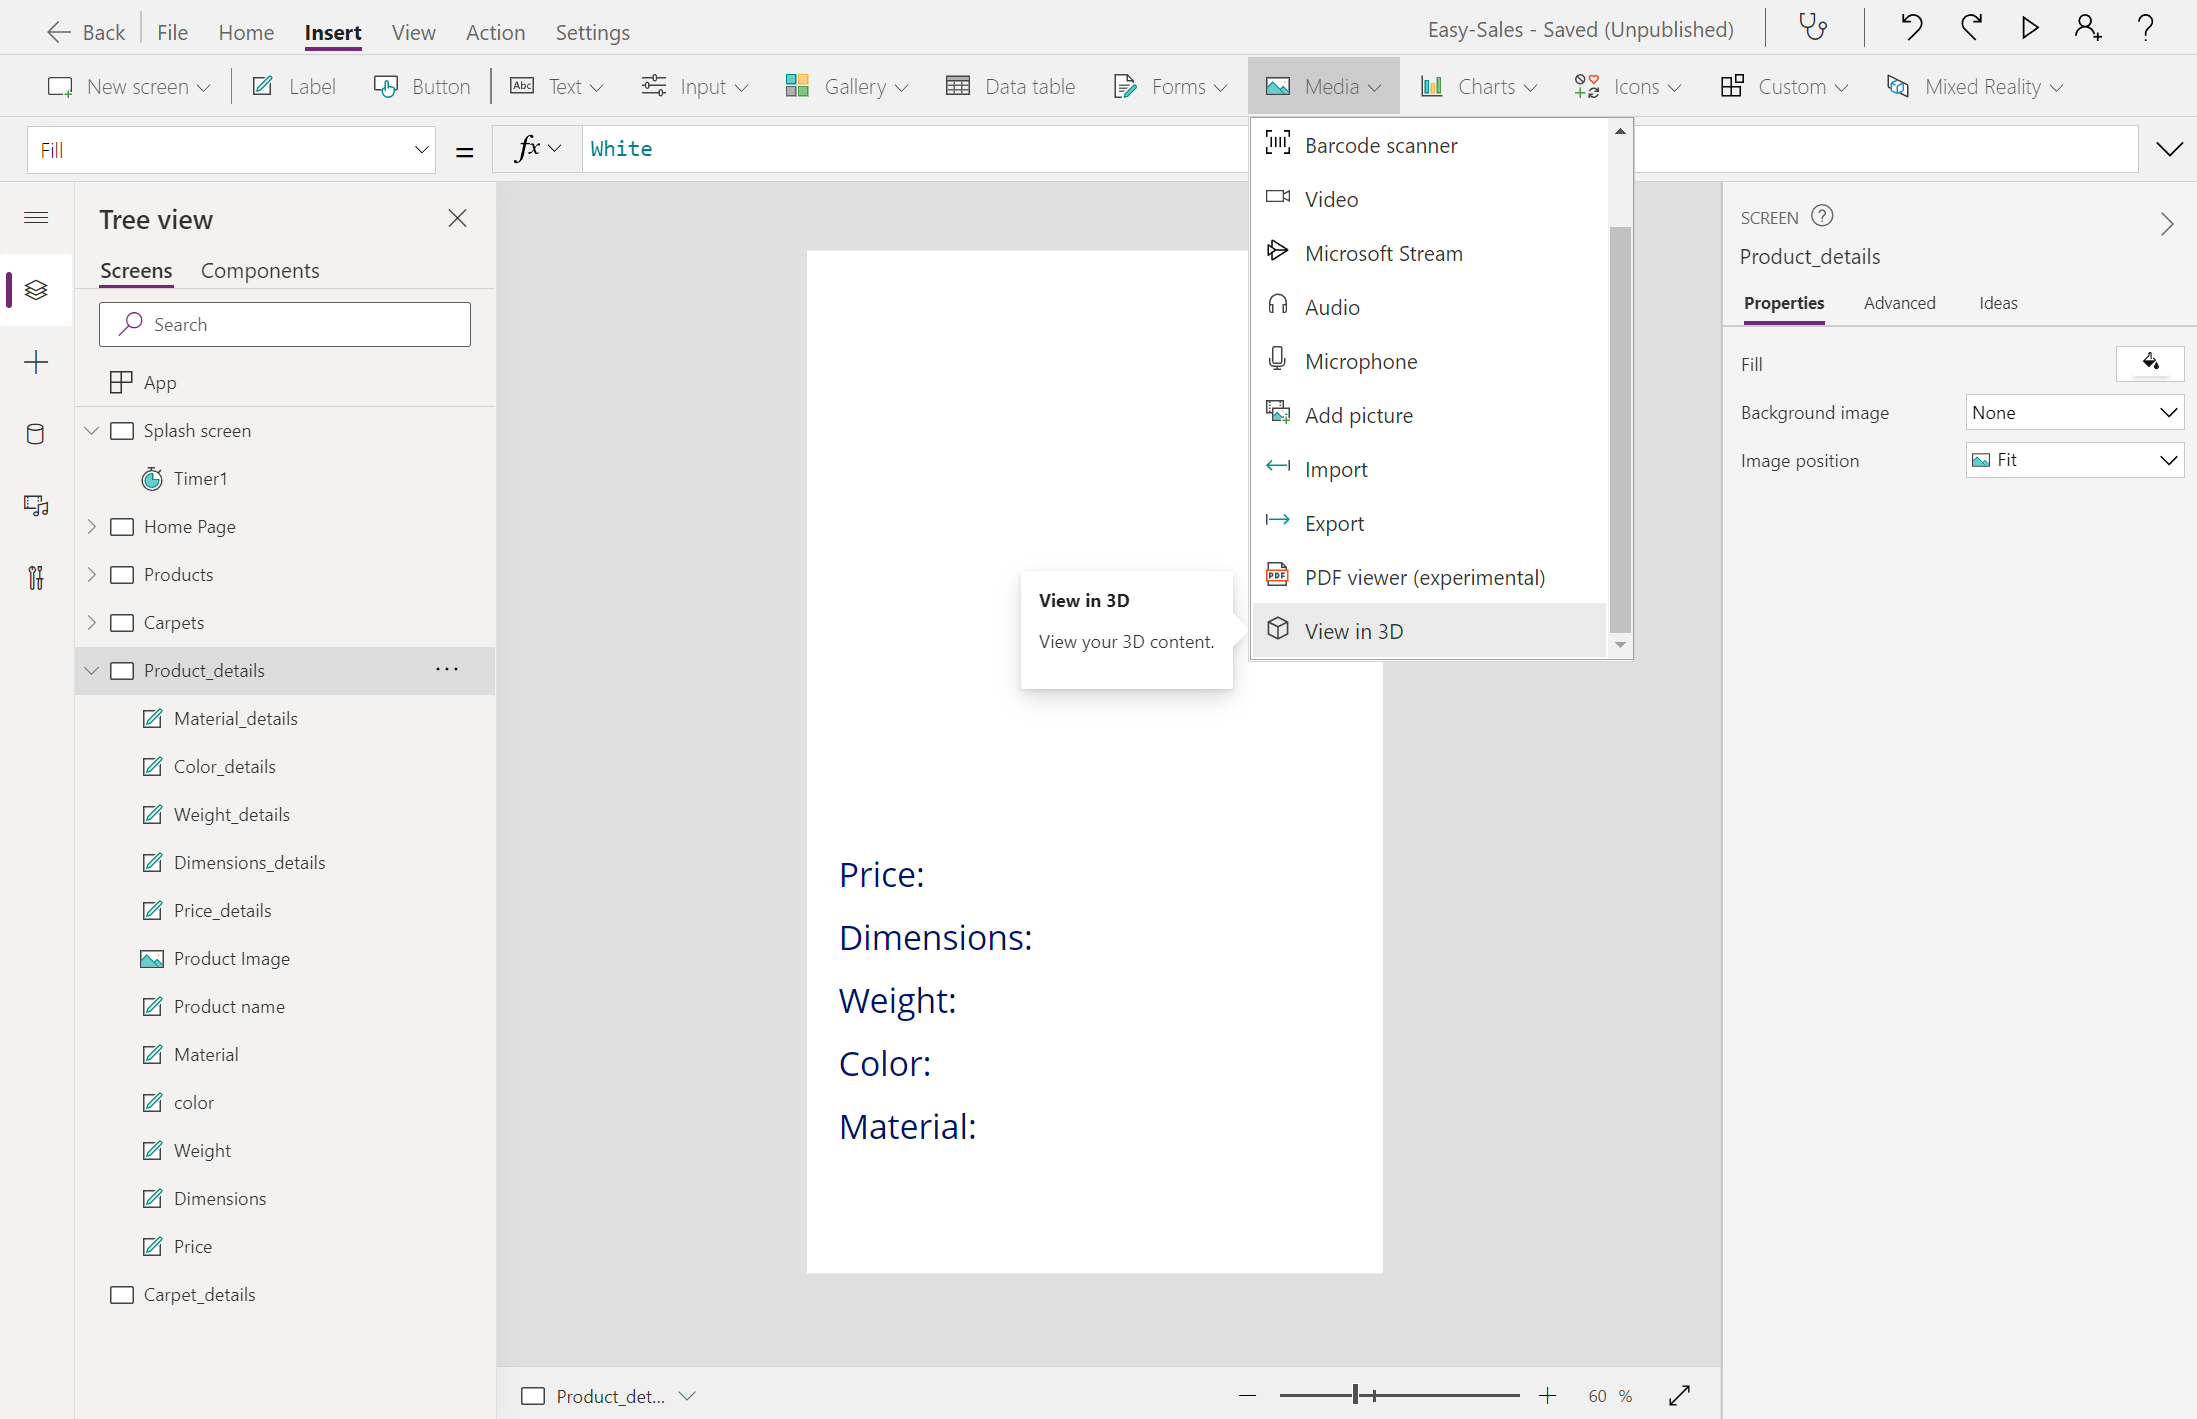 Back File Home Insert View Action Settings Easy-Sales - Saved (Unpublished)
New screen Label Button Abc Text Input Gallery Data table Forms Media Charts Icons Custom Mixed Reality
Fill = fx White
Tree view
Screens Components
Search
App
Splash screen
Timer1
Home Page
Products
Carpets
Product_details ...
Material_details
Color_details
Weight_details
Dimensions_details
Price_details
Product Image
Product name
Material
color
Weight
Dimensions
Price
Carpet_details
Barcode scanner
Video
Microsoft Stream
Audio
Microphone
Add picture
Import
Export
PDF PDF viewer (experimental)
View in 3D
View in 3D
View your 3D content.
Price:
Dimensions:
Weight:
Color:
Material:
Product_det... 60 %
SCREEN
Product_details
Properties Advanced Ideas
Fill
Background image None
Image position Fit